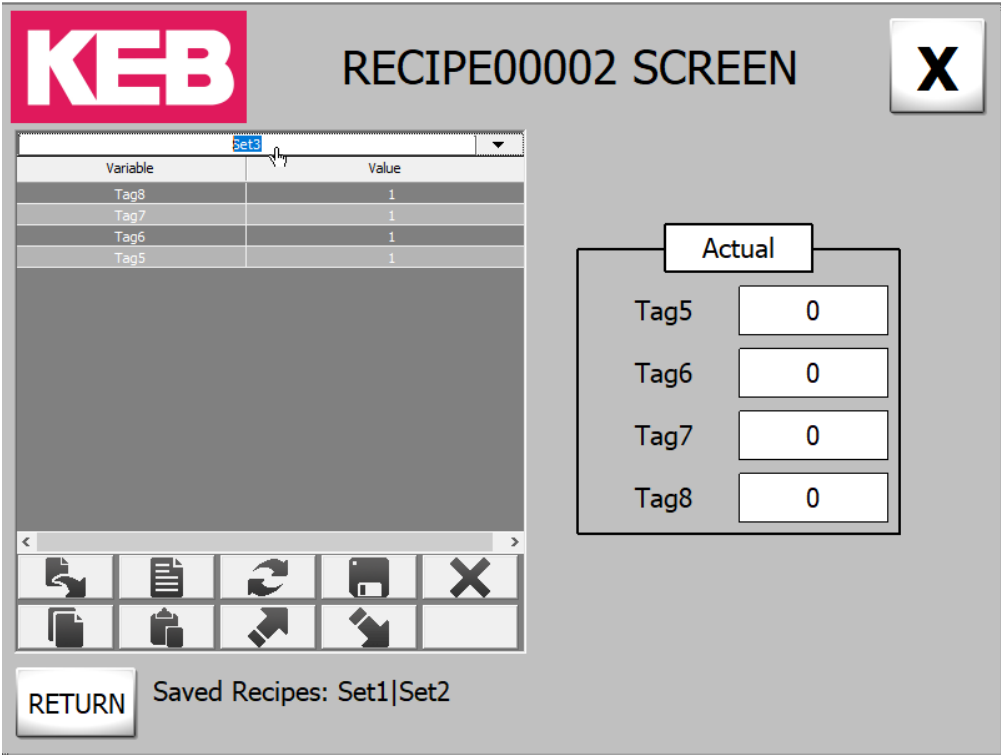 KEB
RECIPE00002 SCREEN
X
Set3
Variable Value
Tag8 1
Tag7 1
Tag6 1
Tag5 1
Actual
Tag5 0
Tag6 0
Tag7 0
Tag8 0
RETURN
Saved Recipes: Set1|Set2